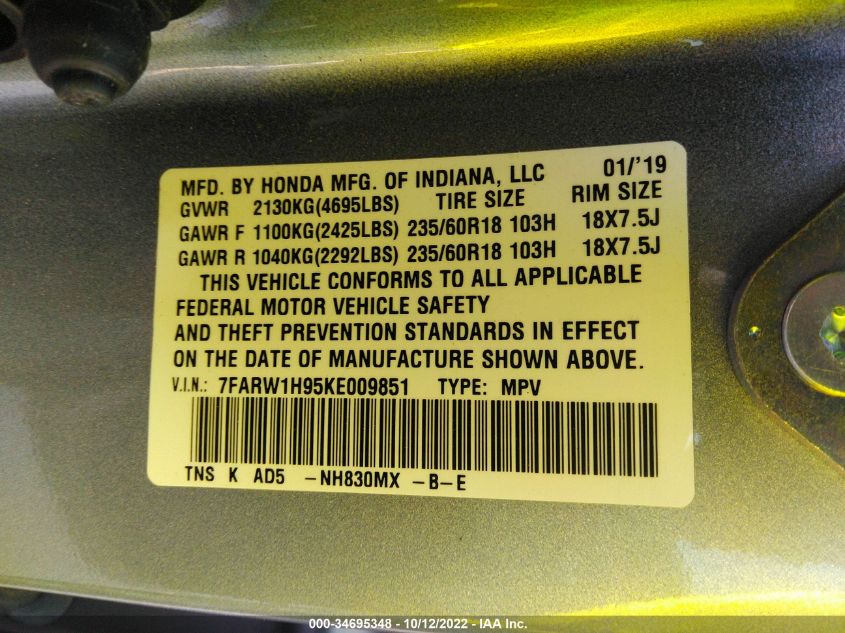 MFD. BY HONDA MFG. OF INDIANA, LLC 01/'19
GVWR 2130KG(4695LBS) TIRE SIZE RIM SIZE
GAWR F 1100KG(2425LBS) 235/60R18 103H 18X7.5J
GAWR R 1040KG(2292LBS) 235/60R18 103H 18X7.5J
THIS VEHICLE CONFORMS TO ALL APPLICABLE
FEDERAL MOTOR VEHICLE SAFETY
AND THEFT PREVENTION STANDARDS IN EFFECT
ON THE DATE OF MANUFACTURE SHOWN ABOVE.
V.I.N.: 7FARW1H95KE009851 TYPE: MPV
TNS K AD5 -NH830MX -B-E
000-34695348 - 10/12/2022 - IAA Inc.